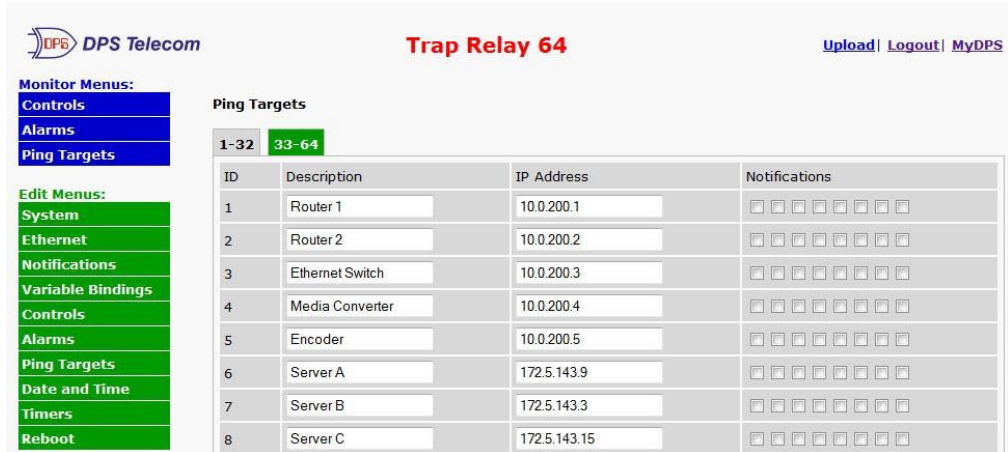 DPS DPS Telecom
Trap Relay 64
Upload| Logout| MyDPS
Monitor Menus:
Controls
Alarms
Ping Targets
Edit Menus:
System
Ethernet
Notifications
Variable Bindings
Controls
Alarms
Ping Targets
Date and Time
Timers
Reboot
Ping Targets
1-32 33-64
ID Description IP Address Notifications
1 Router 1 10.0.200.1
2 Router 2 10.0.200.2
3 Ethernet Switch 10.0.200.3
4 Media Converter 10.0.200.4
5 Encoder 10.0.200.5
6 Server A 172.5.143.9
7 Server B 172.5.143.3
8 Server C 172.5.143.15